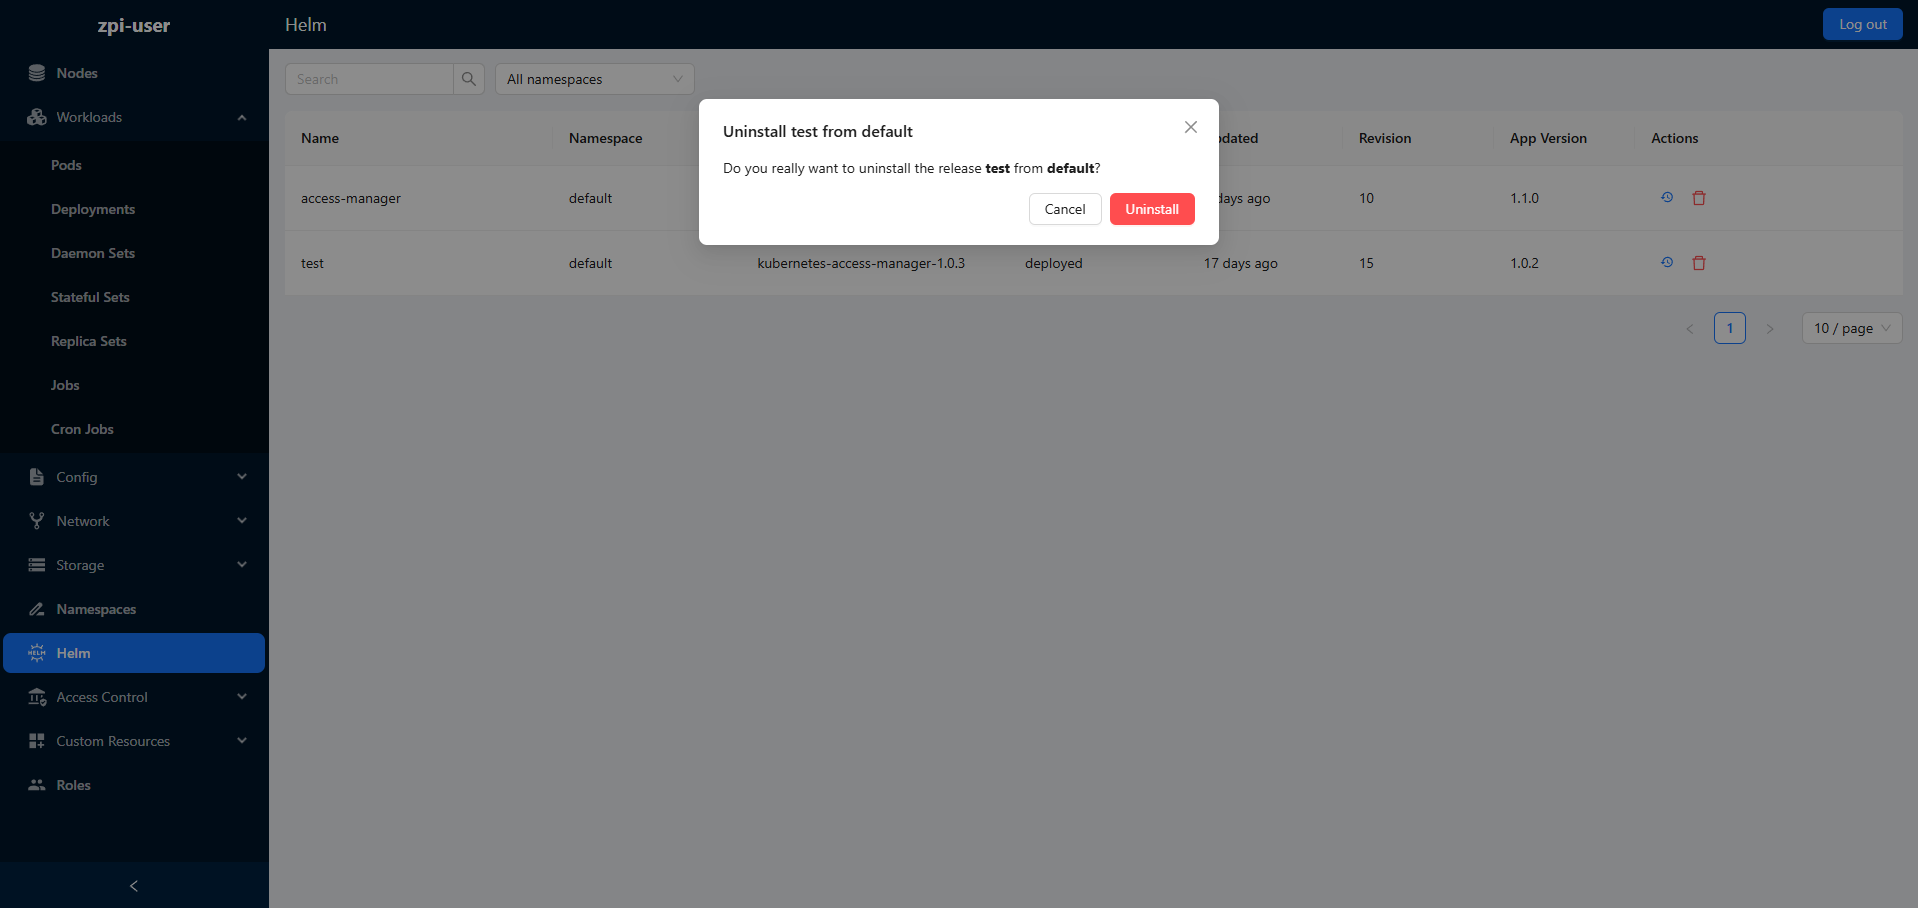 zpi-user
Helm
Log out
Nodes
Workloads
Pods
Deployments
Daemon Sets
Stateful Sets
Replica Sets
Jobs
Cron Jobs
Config
Network
Storage
Namespaces
HELM
Helm
Access Control
Custom Resources
Roles
Search
All namespaces
Name Namespace Revision App Version Actions
access-manager default days ago 10 1.1.0
test default kubernetes-access-manager-1.0.3 deployed 17 days ago 15 1.0.2
1 10 / page
Uninstall test from default
Do you really want to uninstall the release test from default?
Cancel Uninstall